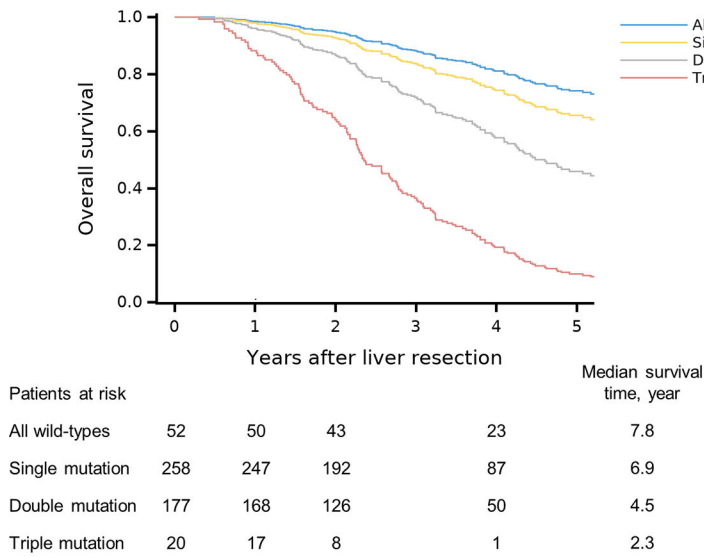 1.0
0.8
0.6
0.4
0.2
0.0
Overall survival
0 1 2 3 4 5
Years after liver resection
Median survival
time, year
Patients at risk
All wild-types 52 50 43 23 7.8
Single mutation 258 247 192 87 6.9
Double mutation 177 168 126 50 4.5
Triple mutation 20 17 8 1 2.3